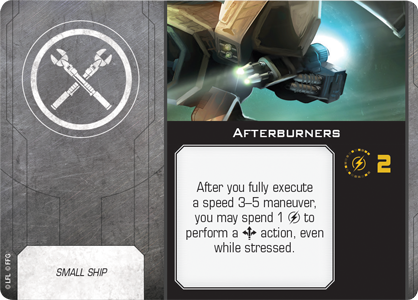 AFTERBURNERS
2
After you fully execute
a speed 3–5 maneuver,
you may spend 1 to
perform a action, even
while stressed.
SMALL SHIP
© LFL © FFG